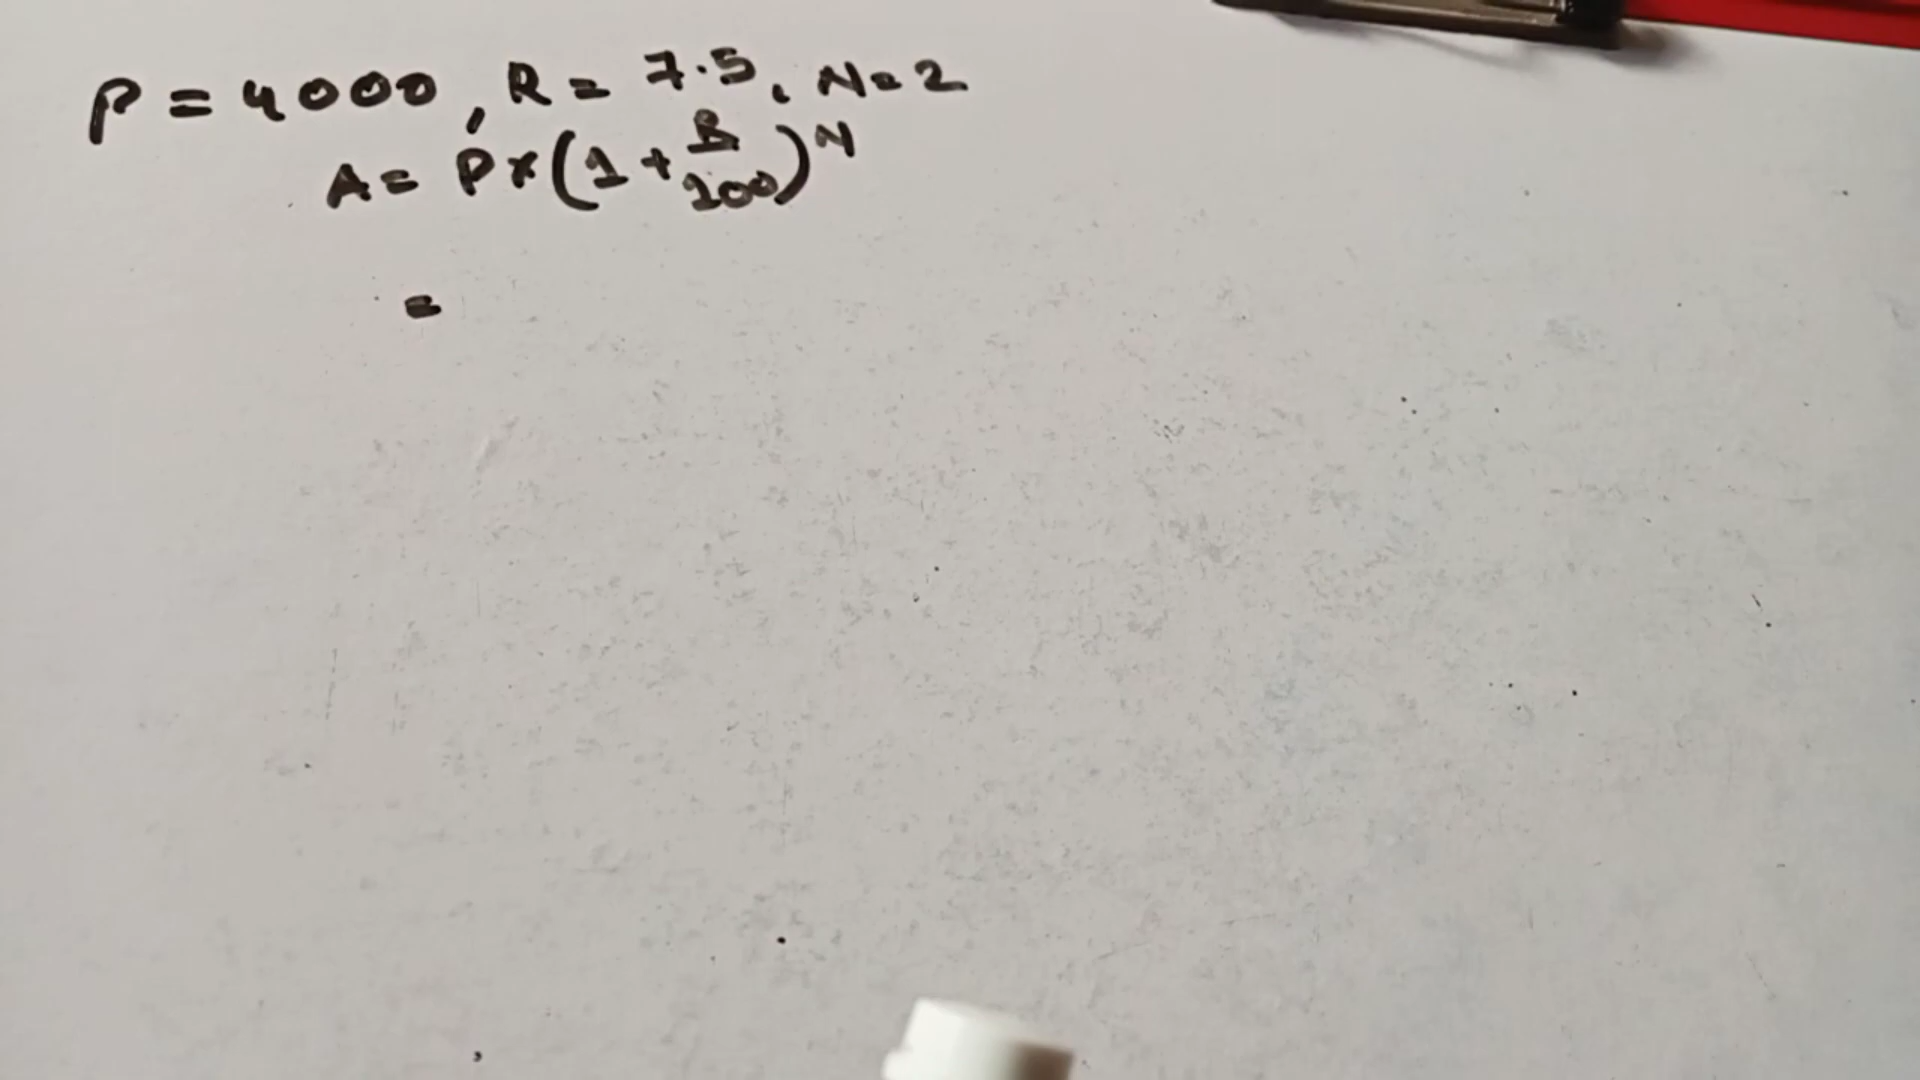 P = 4000, R = 7.5, N = 2
A = P × (1 + R/100)^N
=